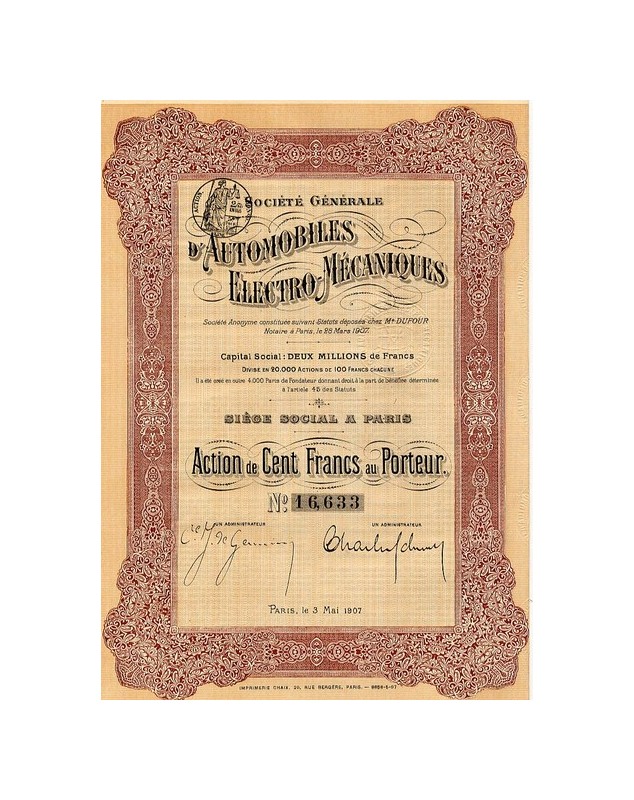 ACTION
SOCIÉTÉ GÉNÉRALE
D'AUTOMOBILES
ELECTRO-MÉCANIQUES
Société Anonyme constituée suivant Statuts déposés chez Mᵉ DUFOUR
Notaire à Paris, le 28 Mars 1907.
Capital Social: DEUX MILLIONS de Francs
DIVISÉ EN 20.000 ACTIONS DE 100 FRANCS CHACUNE
Il a été créé en outre 4.000 Parts de Fondateur donnant droit à la part de bénéfice déterminée
à l'article 45 des Statuts
SIÈGE SOCIAL A PARIS
Action de Cent Francs au Porteur.
Nº 16,633
UN ADMINISTRATEUR UN ADMINISTRATEUR
PARIS, le 3 Mai 1907
IMPRIMERIE CHAIX, 20, RUE BERGÈRE, PARIS. —